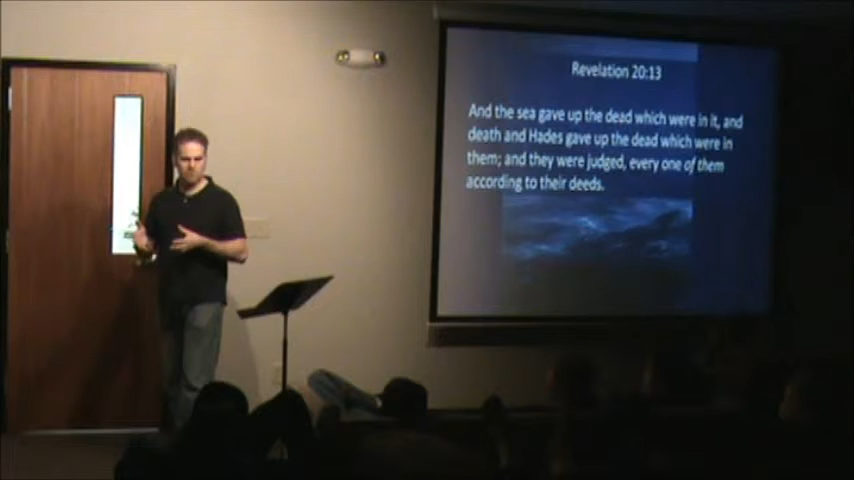 Revelation 20:13
And the sea gave up the dead which were in it, and
death and Hades gave up the dead which were in
them; and they were judged, every one of them
according to their deeds.